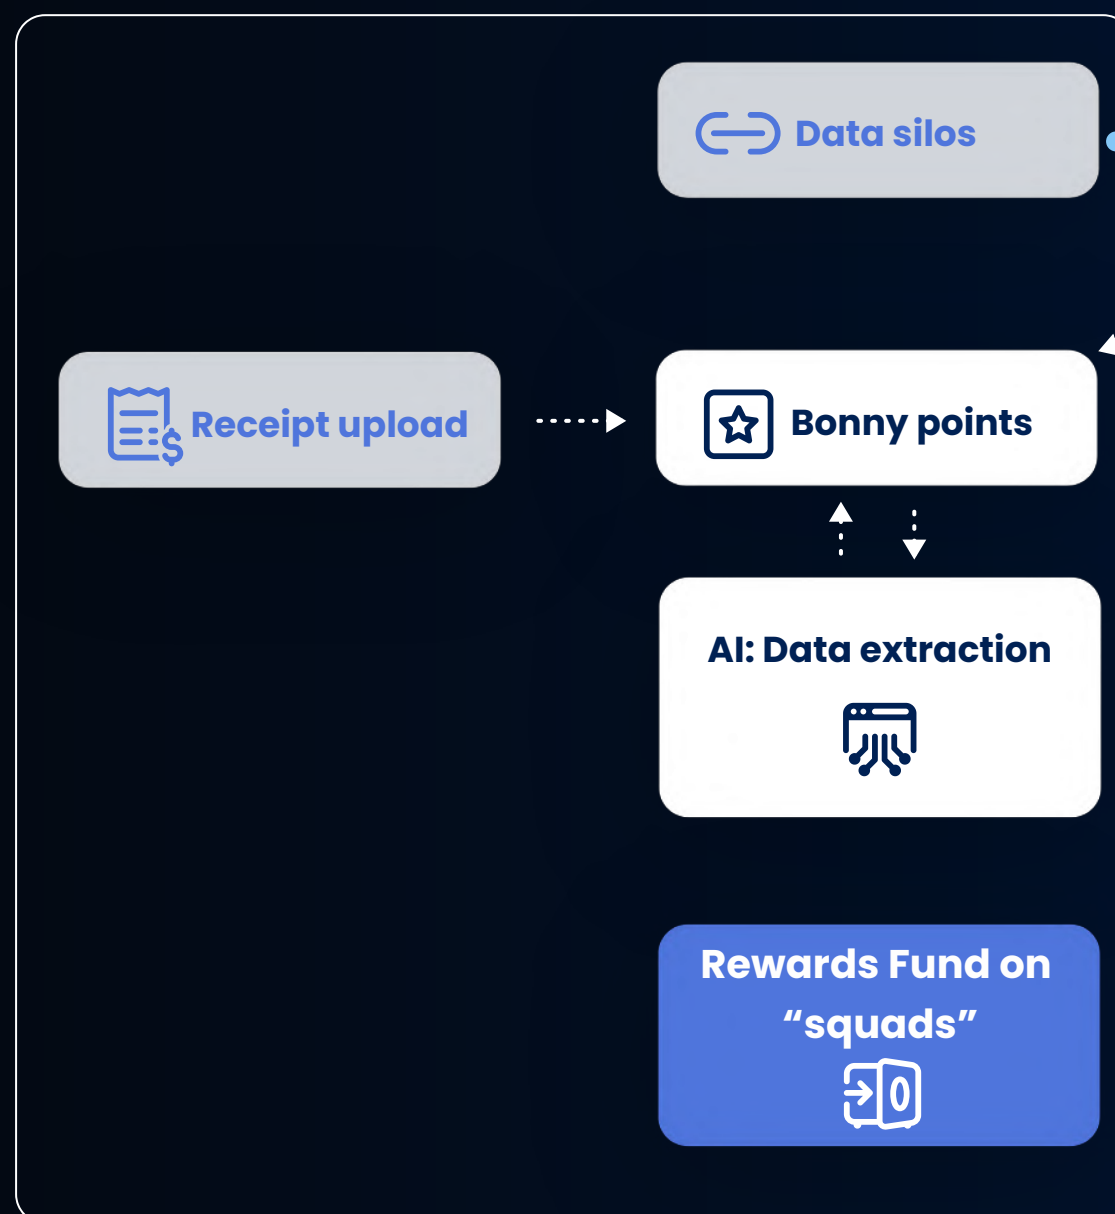 Data silos
Receipt upload
Bonny points
AI: Data extraction
Rewards Fund on
“squads”